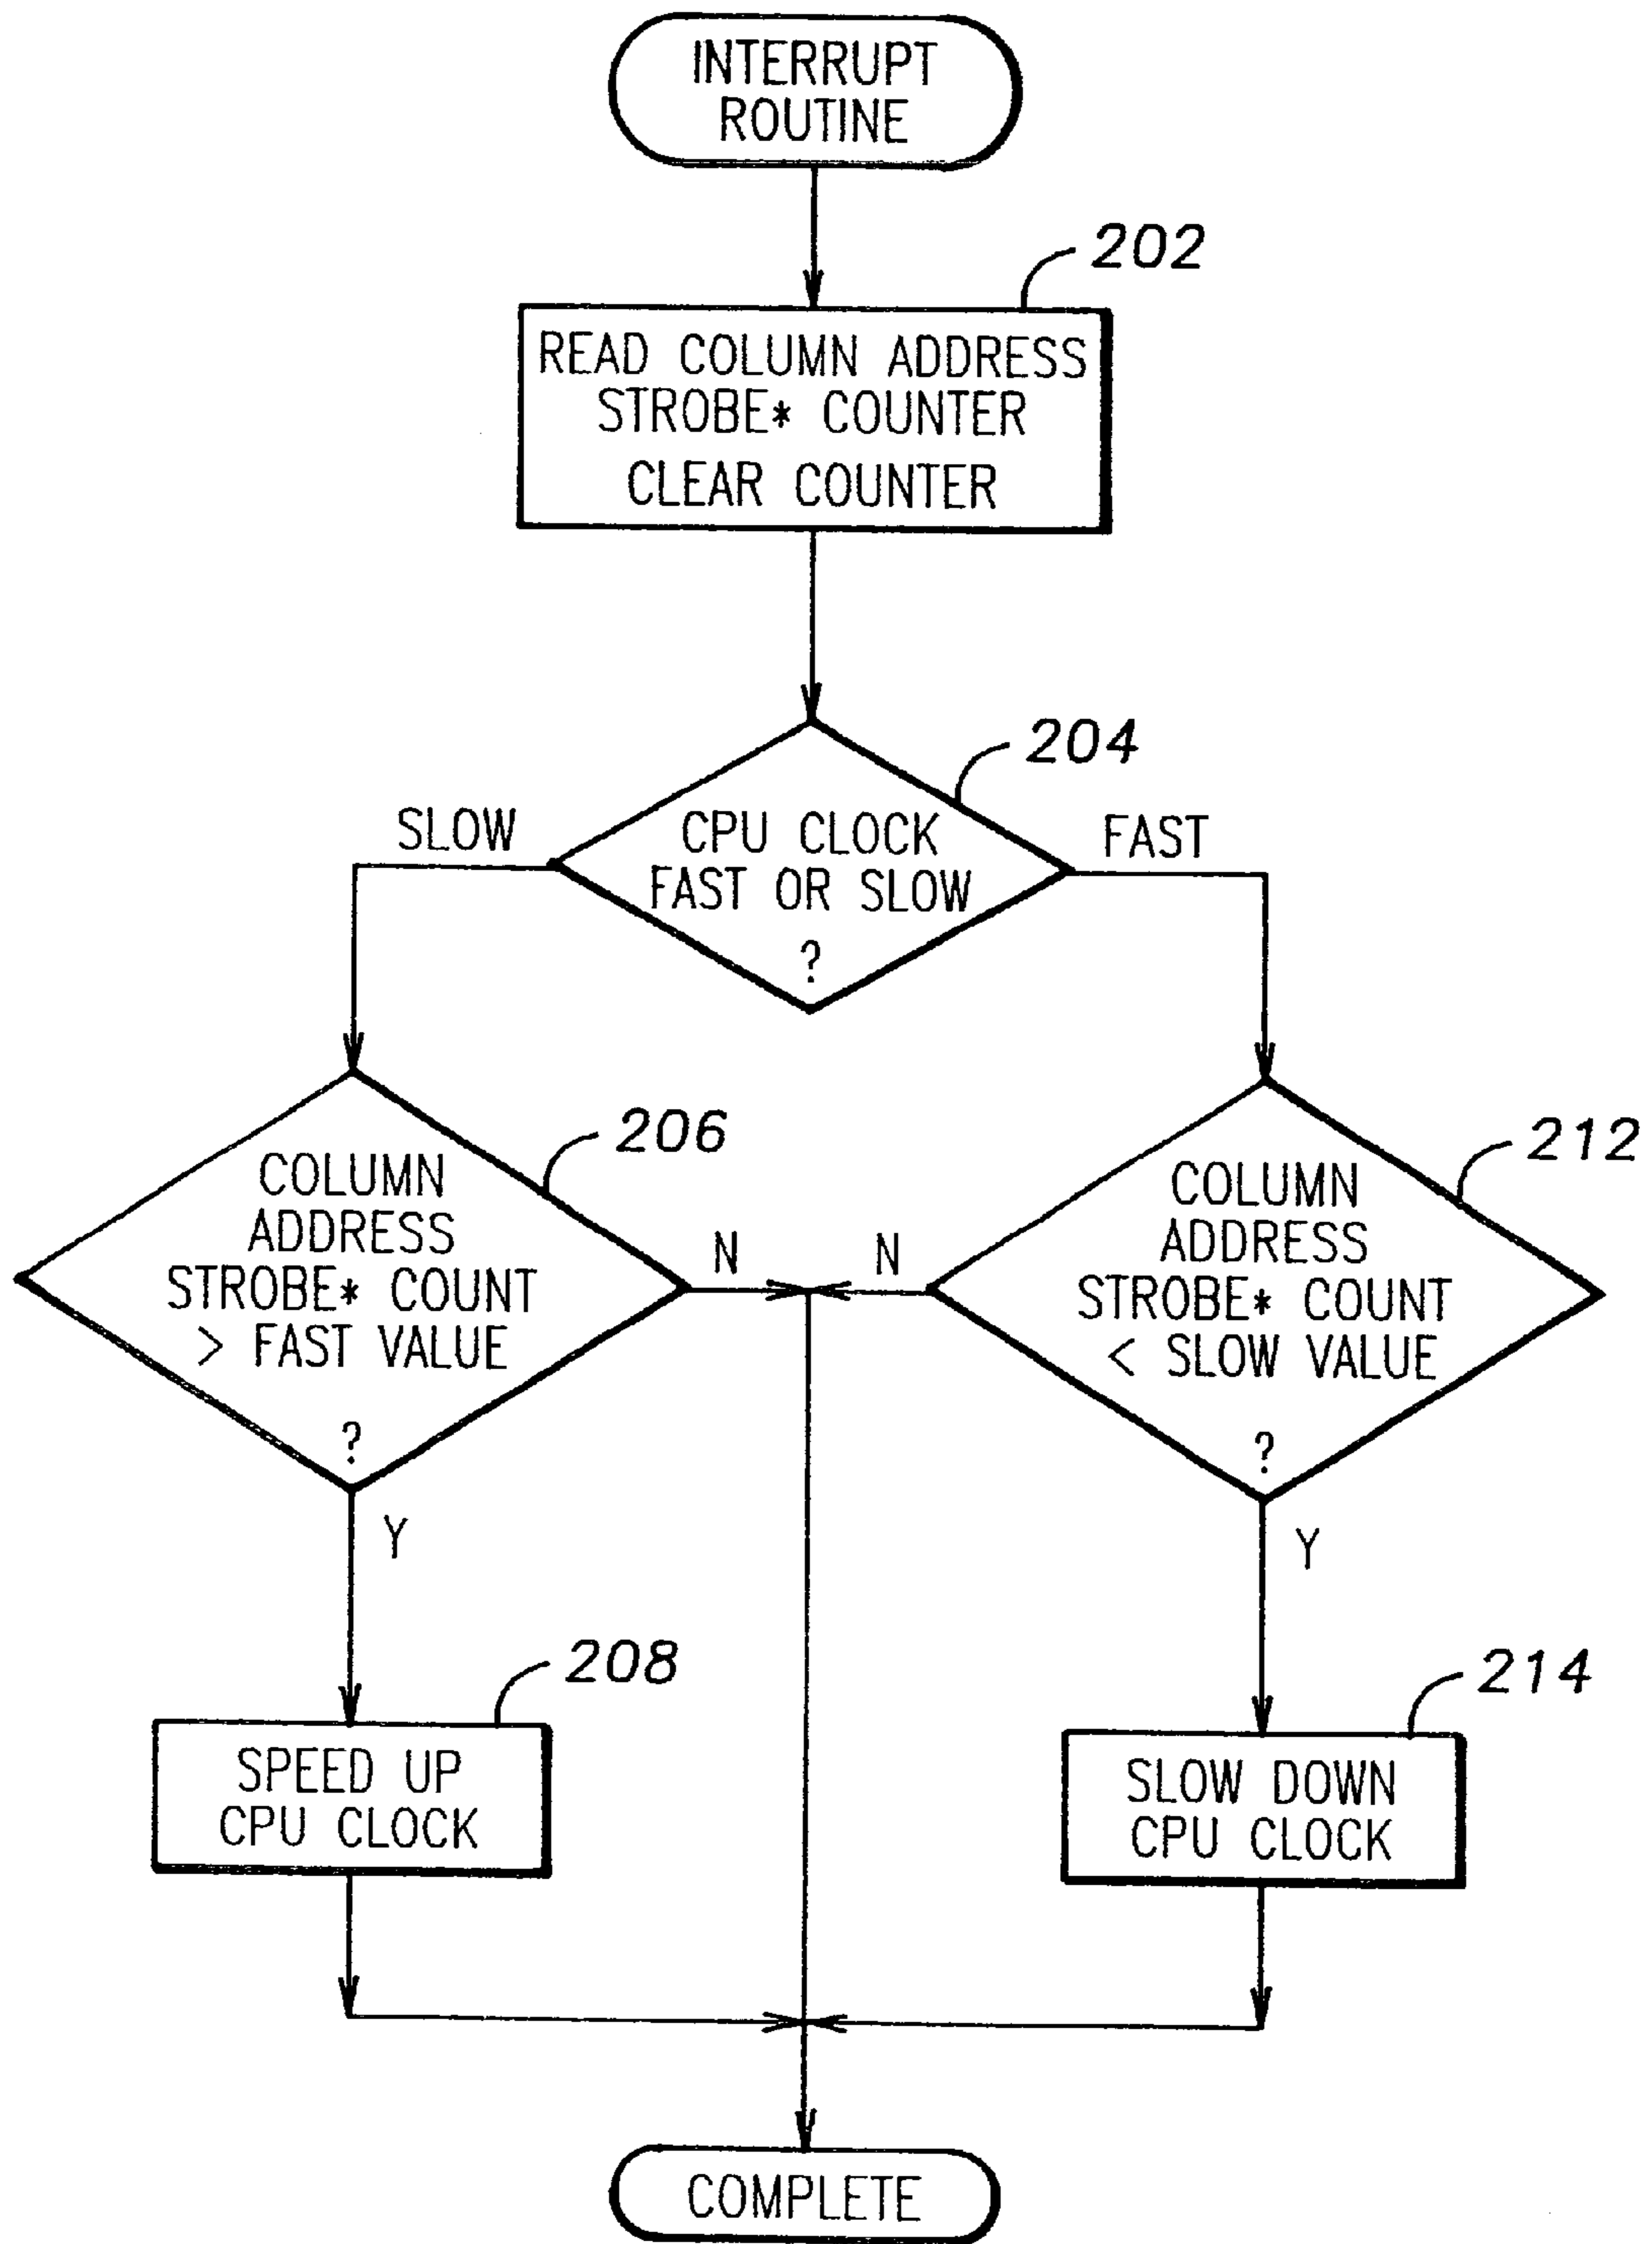 INTERRUPT
ROUTINE
202
READ COLUMN ADDRESS
STROBE* COUNTER
CLEAR COUNTER
204
SLOW
CPU CLOCK
FAST OR SLOW
?
FAST
206
COLUMN
ADDRESS
STROBE* COUNT
> FAST VALUE
?
N
N
212
COLUMN
ADDRESS
STROBE* COUNT
< SLOW VALUE
?
Y
Y
208
SPEED UP
CPU CLOCK
214
SLOW DOWN
CPU CLOCK
COMPLETE